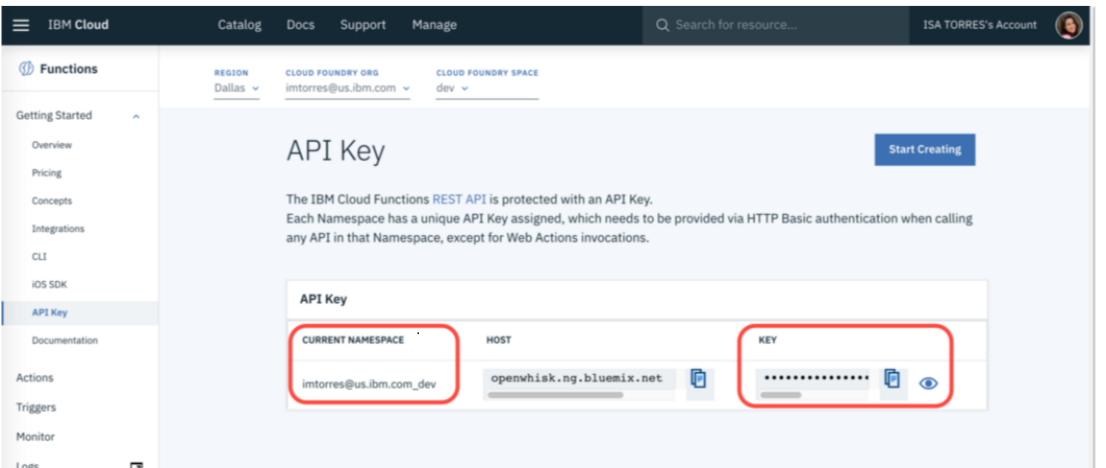 IBM Cloud
Catalog
Docs
Support
Manage
Search for resource...
ISA TORRES's Account
Functions
REGION
Dallas
CLOUD FOUNDRY ORG
imtorres@us.ibm.com
CLOUD FOUNDRY SPACE
dev
Getting Started
Overview
Pricing
Concepts
Integrations
CLI
iOS SDK
API Key
Documentation
Actions
Triggers
Monitor
Logs
API Key
Start Creating
The IBM Cloud Functions REST API is protected with an API Key.
Each Namespace has a unique API Key assigned, which needs to be provided via HTTP Basic authentication when calling
any API in that Namespace, except for Web Actions invocations.
API Key
CURRENT NAMESPACE
HOST
KEY
imtorres@us.ibm.com_dev
openwhisk.ng.bluemix.net
•••••••••••••••